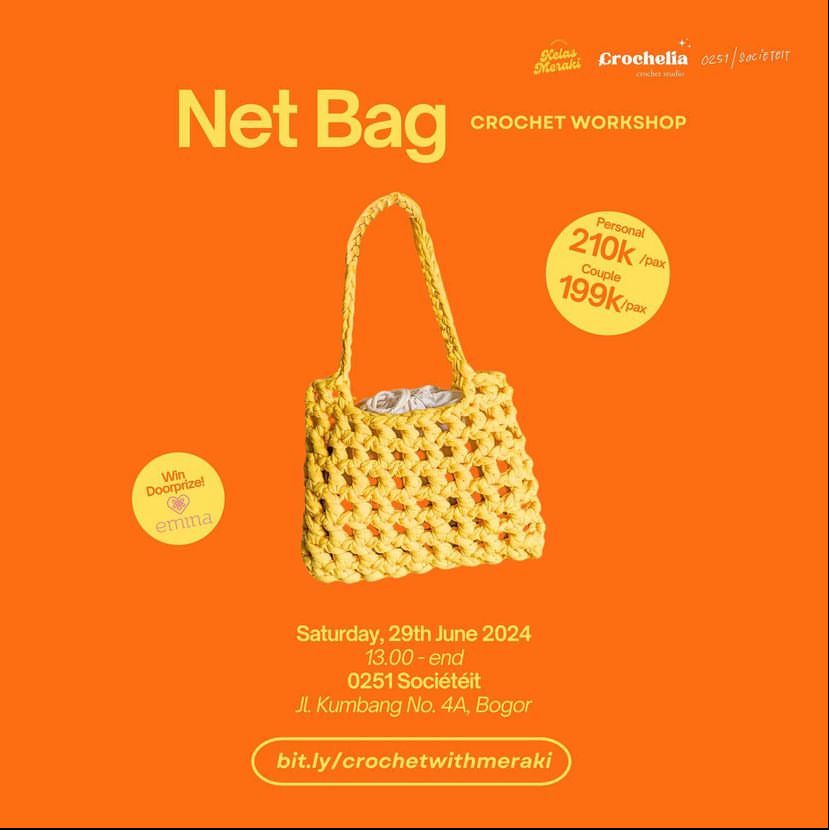 Kelas
Meraki
Crochelia
crochet studio
0251/SOCIÉTÉIT
Net Bag
CROCHET WORKSHOP
Personal
210k /pax
Couple
199k/pax
Win
Doorprize!
emina
Saturday, 29th June 2024
13.00 - end
0251 Sociétéit
Jl. Kumbang No. 4A, Bogor
bit.ly/crochetwithmeraki